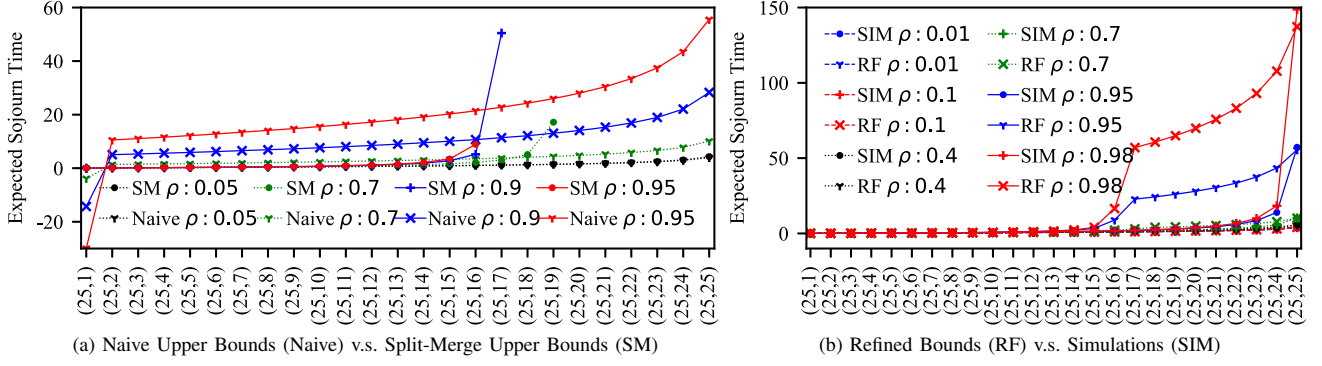 Expected Sojourn Time
60
40
20
0
-20
SM ρ : 0.05
SM ρ : 0.7
SM ρ : 0.9
SM ρ : 0.95
Naive ρ : 0.05
Naive ρ : 0.7
Naive ρ : 0.9
Naive ρ : 0.95
(25,1)
(25,2)
(25,3)
(25,4)
(25,5)
(25,6)
(25,7)
(25,8)
(25,9)
(25,10)
(25,11)
(25,12)
(25,13)
(25,14)
(25,15)
(25,16)
(25,17)
(25,18)
(25,19)
(25,20)
(25,21)
(25,22)
(25,23)
(25,24)
(25,25)
(a) Naive Upper Bounds (Naive) v.s. Split-Merge Upper Bounds (SM)
Expected Sojourn Time
150
100
50
0
SIM ρ : 0.01
RF ρ : 0.01
SIM ρ : 0.1
RF ρ : 0.1
SIM ρ : 0.4
RF ρ : 0.4
SIM ρ : 0.7
RF ρ : 0.7
SIM ρ : 0.95
RF ρ : 0.95
SIM ρ : 0.98
RF ρ : 0.98
(25,1)
(25,2)
(25,3)
(25,4)
(25,5)
(25,6)
(25,7)
(25,8)
(25,9)
(25,10)
(25,11)
(25,12)
(25,13)
(25,14)
(25,15)
(25,16)
(25,17)
(25,18)
(25,19)
(25,20)
(25,21)
(25,22)
(25,23)
(25,24)
(25,25)
(b) Refined Bounds (RF) v.s. Simulations (SIM)